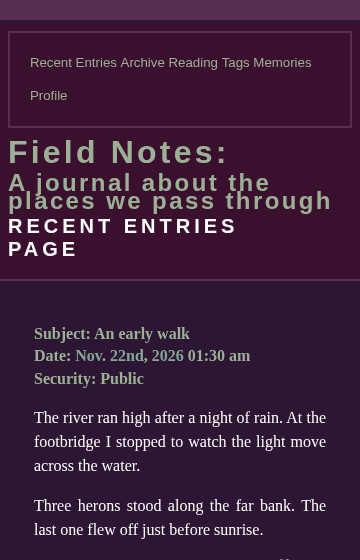 Recent Entries Archive Reading Tags Memories
Profile
Field Notes:
A journal about the
places we pass through
RECENT ENTRIES
PAGE
Subject: An early walk
Date: Nov. 22nd, 2026 01:30 am
Security: Public
The river ran high after a night of rain. At the
footbridge I stopped to watch the light move
across the water.
Three herons stood along the far bank. The
last one flew off just before sunrise.